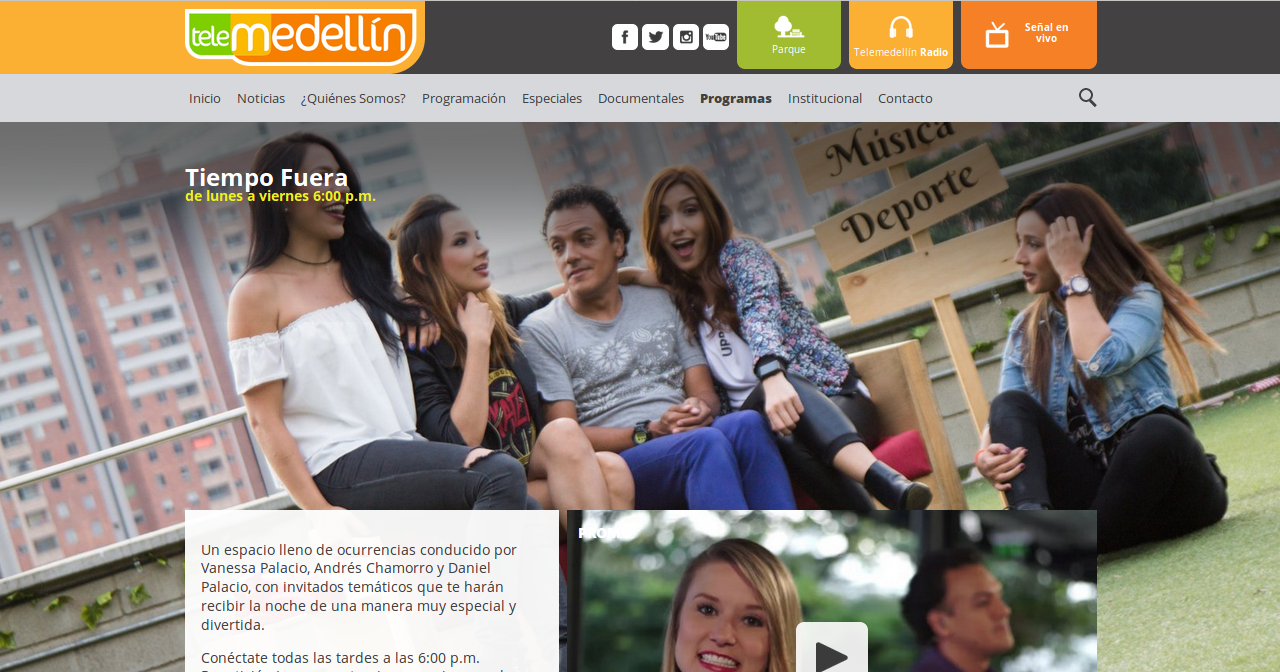 telemedellín
Parque
Telemedellín Radio
Señal en
vivo
Inicio Noticias ¿Quiénes Somos? Programación Especiales Documentales Programas Institucional Contacto
Tiempo Fuera
de lunes a viernes 6:00 p.m.
Música
Deporte
Un espacio lleno de ocurrencias conducido por
Vanessa Palacio, Andrés Chamorro y Daniel
Palacio, con invitados temáticos que te harán
recibir la noche de una manera muy especial y
divertida.
Conéctate todas las tardes a las 6:00 p.m.